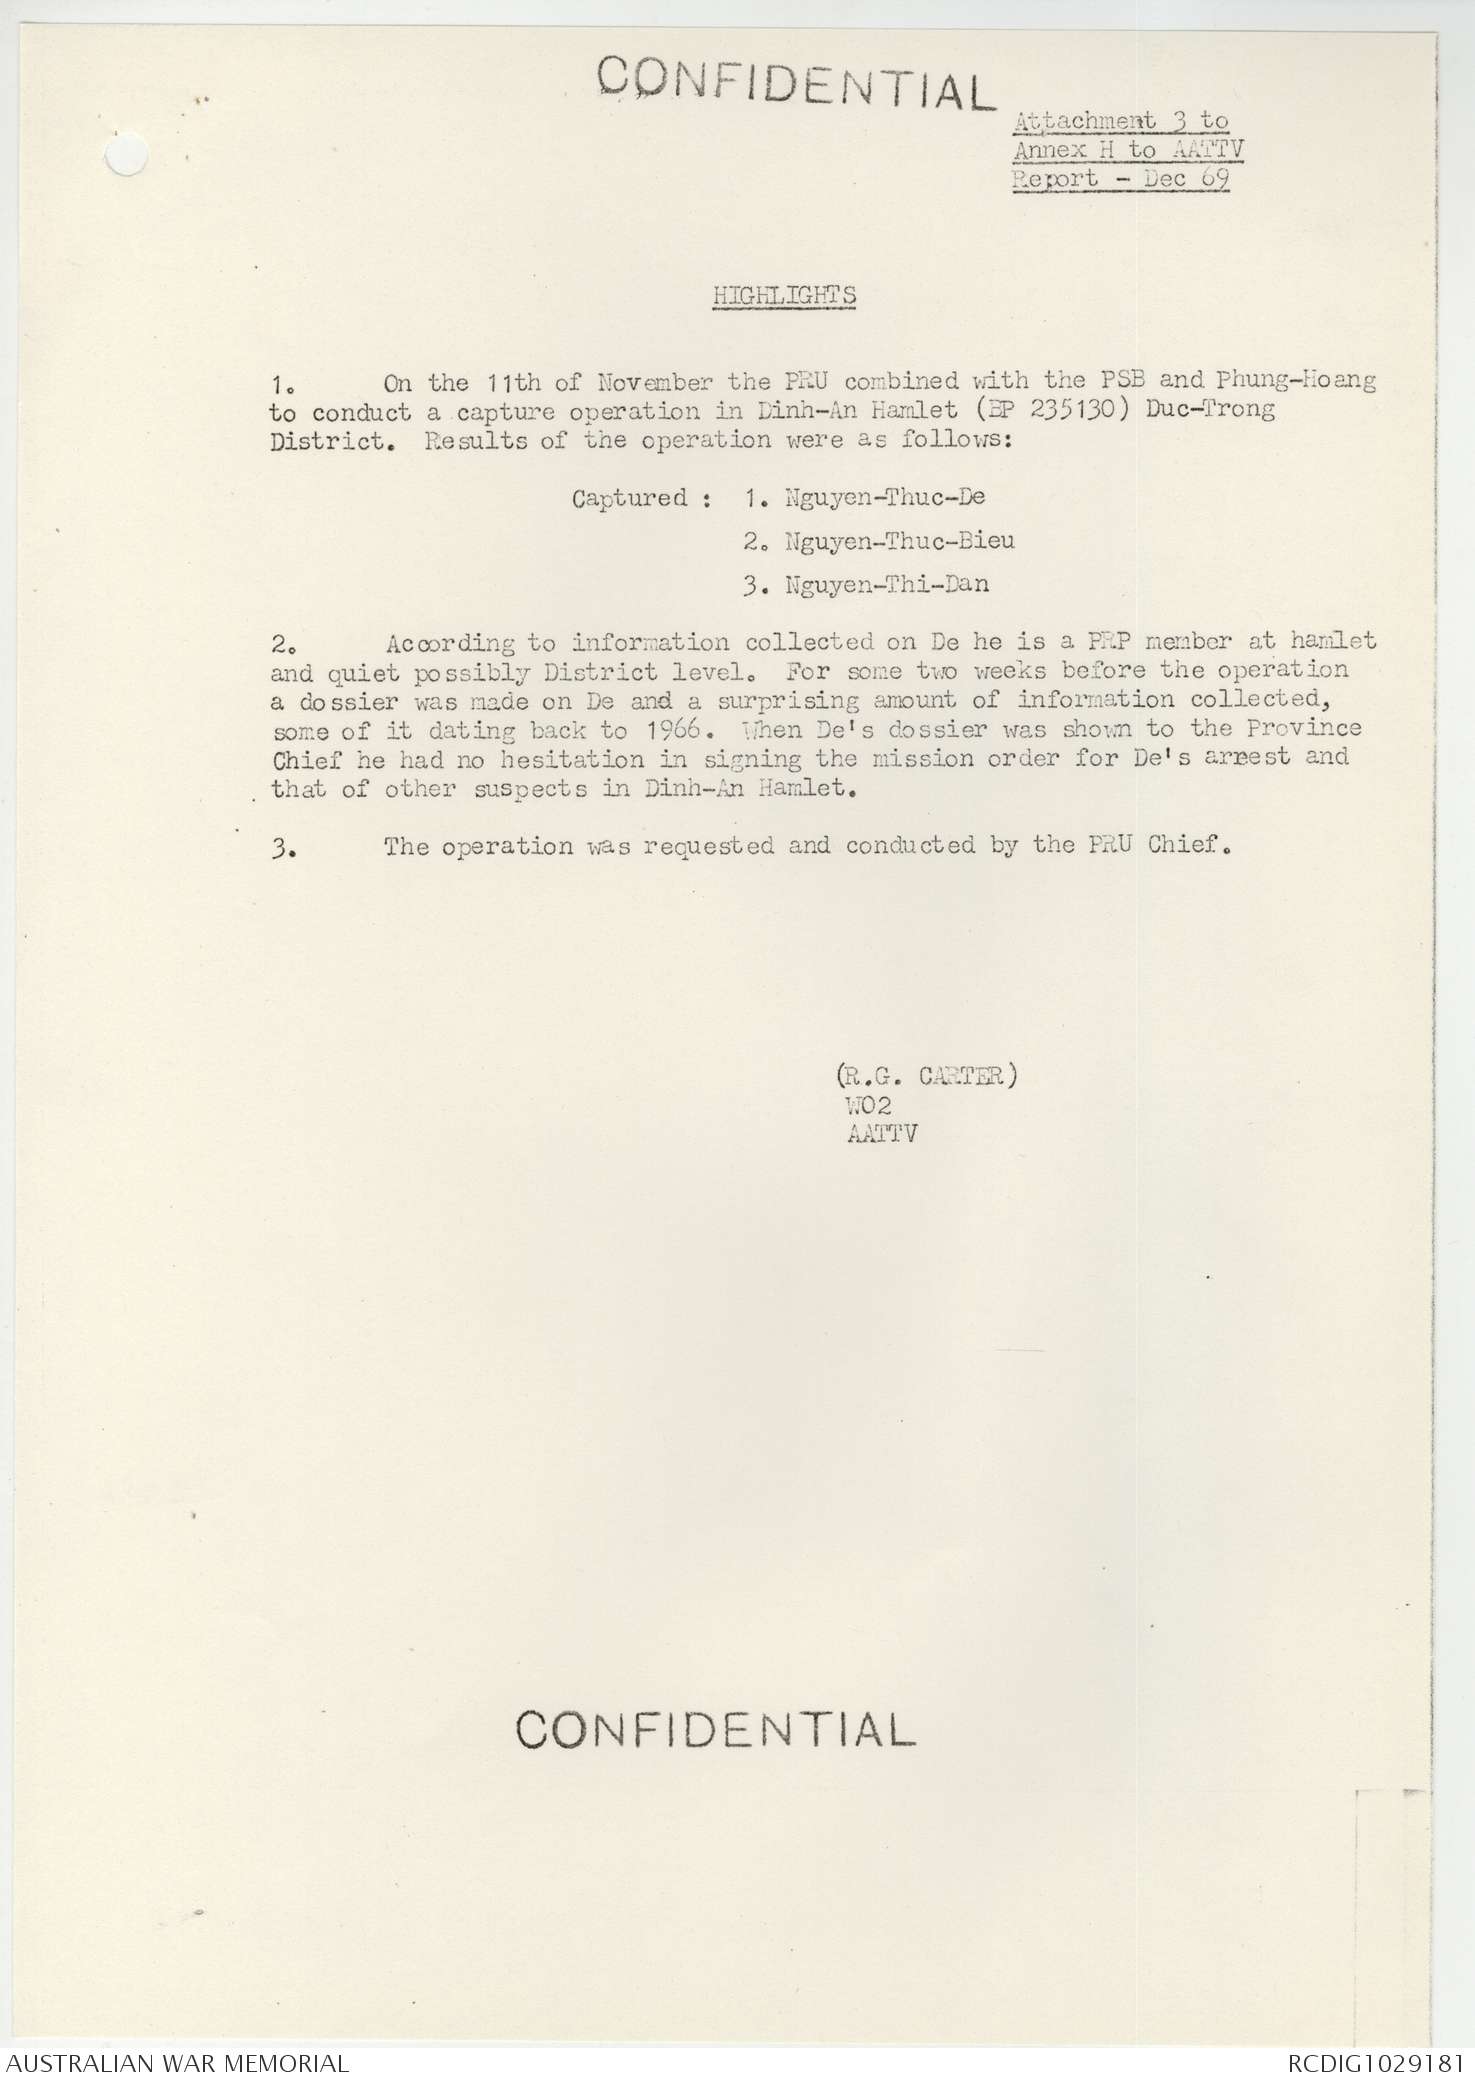 CONFIDENTIAL
Attachment 3 to
Annex H to AATTV
Report - Dec 69
HIGHLIGHTS
1. On the 11th of November the PRU combined with the PSB and Phung-Hoang
to conduct a capture operation in Dinh-An Hamlet (BP 235130) Duc-Trong
District. Results of the operation were as follows:
Captured : 1. Nguyen-Thuc-De
2. Nguyen-Thuc-Bieu
3. Nguyen-Thi-Dan
2. According to information collected on De he is a PRP member at hamlet
and quiet possibly District level. For some two weeks before the operation
a dossier was made on De and a surprising amount of information collected,
some of it dating back to 1966. When De's dossier was shown to the Province
Chief he had no hesitation in signing the mission order for De's arrest and
that of other suspects in Dinh-An Hamlet.
3. The operation was requested and conducted by the PRU Chief.
(R.G. CARTER)
WO2
AATTV
CONFIDENTIAL
AUSTRALIAN WAR MEMORIAL
RCDIG1029181